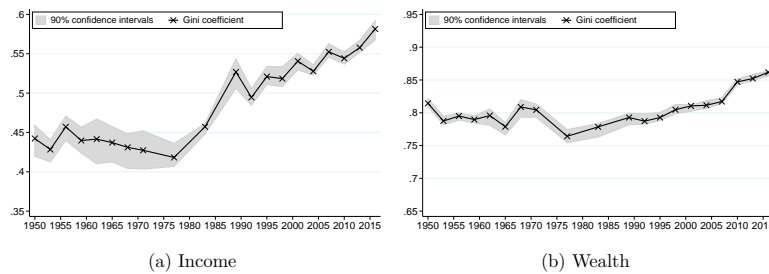 90% confidence intervals Gini coefficient
.6
.55
.5
.45
.4
.35
1950 1955 1960 1965 1970 1975 1980 1985 1990 1995 2000 2005 2010 2015
(a) Income
90% confidence intervals Gini coefficient
.95
.9
.85
.8
.75
.7
.65
1950 1955 1960 1965 1970 1975 1980 1985 1990 1995 2000 2005 2010 2015
(b) Wealth